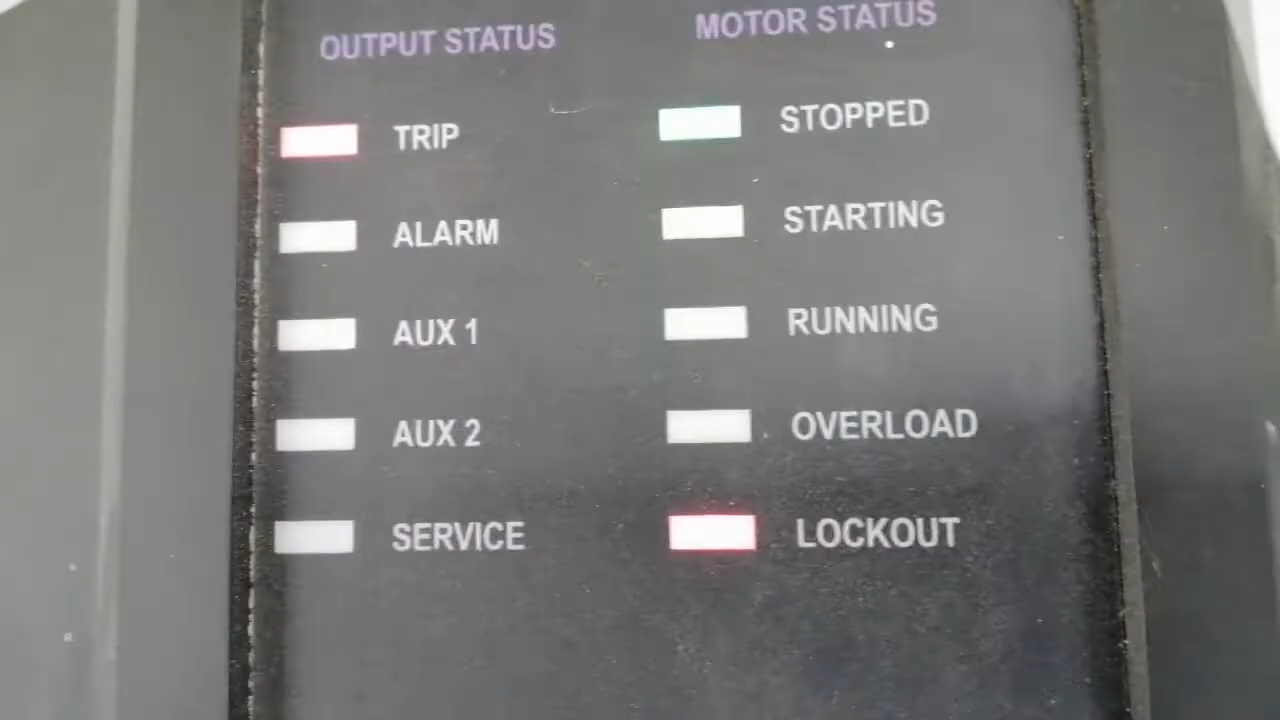 OUTPUT STATUS
TRIP
ALARM
AUX 1
AUX 2
SERVICE
MOTOR STATUS
STOPPED
STARTING
RUNNING
OVERLOAD
LOCKOUT